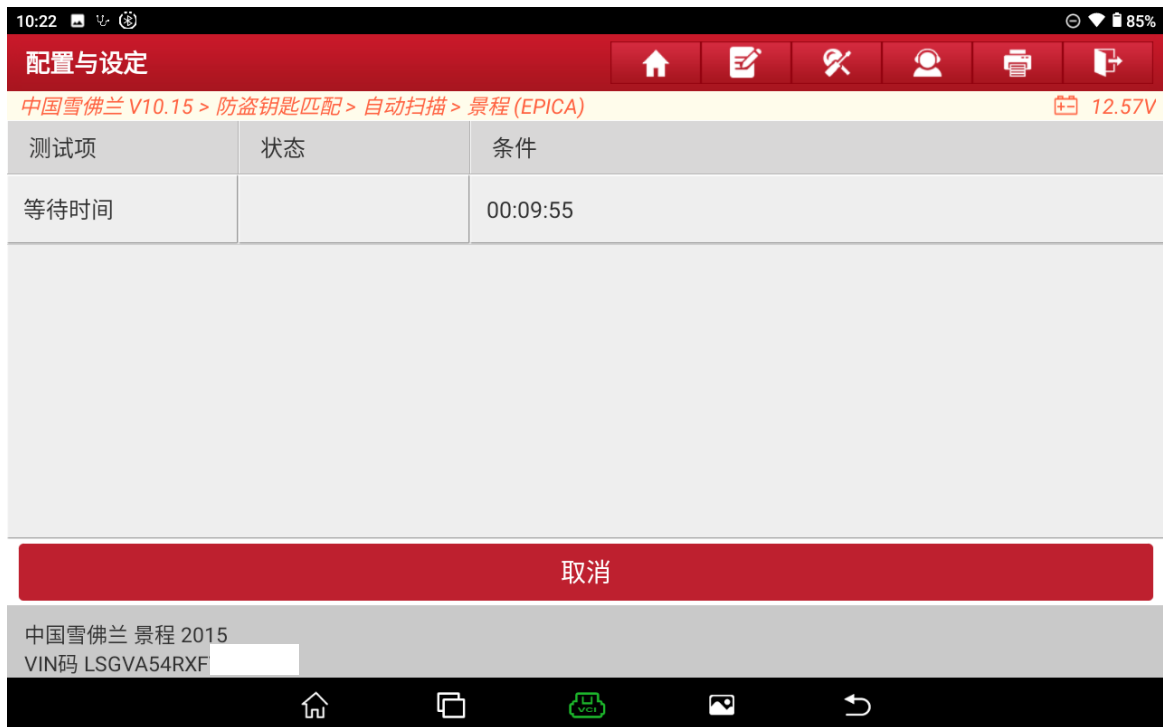 10:22
85%
配置与设定
中国雪佛兰 V10.15 > 防盗钥匙匹配 > 自动扫描 > 景程 (EPICA)
12.57V
测试项 状态 条件
等待时间 00:09:55
取消
中国雪佛兰 景程 2015
VIN码 LSGVA54RXF
VCI